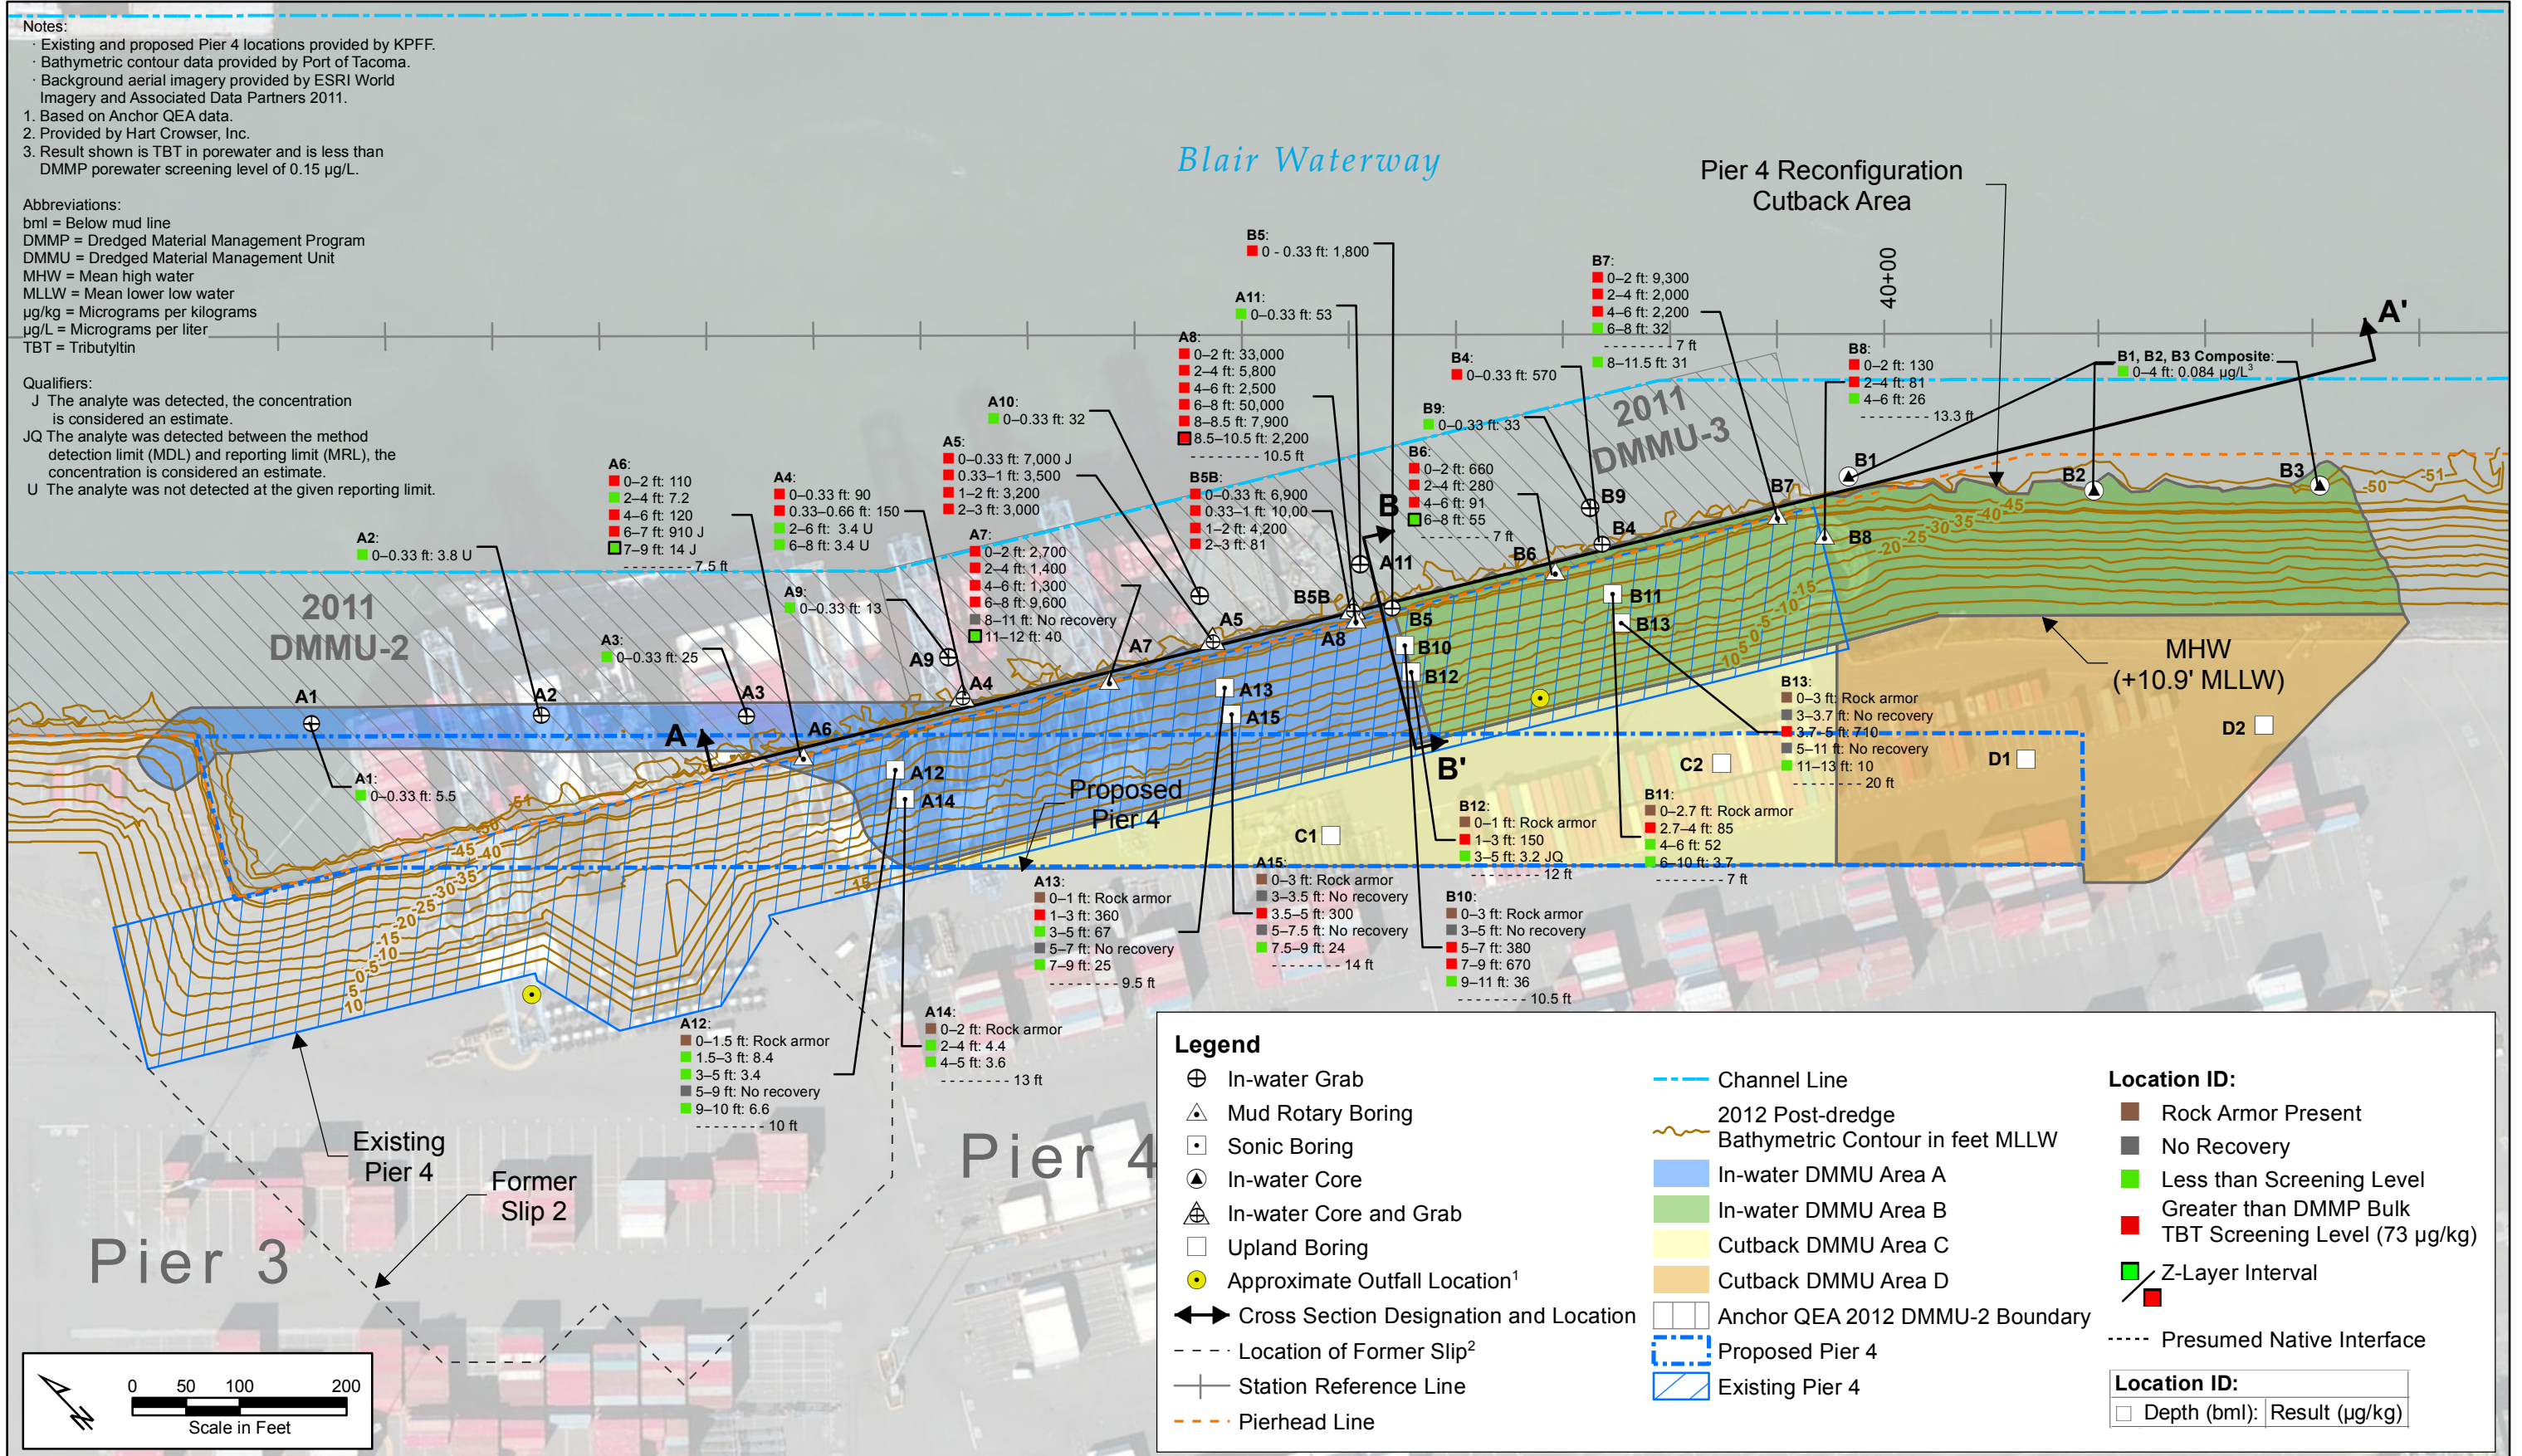 Notes:
· Existing and proposed Pier 4 locations provided by KPFF.
· Bathymetric contour data provided by Port of Tacoma.
· Background aerial imagery provided by ESRI World
Imagery and Associated Data Partners 2011.
1. Based on Anchor QEA data.
2. Provided by Hart Crowser, Inc.
3. Result shown is TBT in porewater and is less than
DMMP porewater screening level of 0.15 µg/L.
Abbreviations:
bml = Below mud line
DMMP = Dredged Material Management Program
DMMU = Dredged Material Management Unit
MHW = Mean high water
MLLW = Mean lower low water
µg/kg = Micrograms per kilograms
µg/L = Micrograms per liter
TBT = Tributyltin
Qualifiers:
J The analyte was detected, the concentration
is considered an estimate.
JQ The analyte was detected between the method
detection limit (MDL) and reporting limit (MRL), the
concentration is considered an estimate.
U The analyte was not detected at the given reporting limit.
Blair Waterway
Pier 4 Reconfiguration
Cutback Area
40+00
A'
B5:
0 - 0.33 ft: 1,800
A11:
0–0.33 ft: 53
A8:
0–2 ft: 33,000
2–4 ft: 5,800
4–6 ft: 2,500
6–8 ft: 50,000
8–8.5 ft: 7,900
8.5–10.5 ft: 2,200
10.5 ft
B7:
0–2 ft: 9,300
2–4 ft: 2,000
4–6 ft: 2,200
6–8 ft: 32
7 ft
8–11.5 ft: 31
B4:
0–0.33 ft: 570
B9:
0–0.33 ft: 33
B8:
0–2 ft: 130
2–4 ft: 81
4–6 ft: 26
13.3 ft
B1, B2, B3 Composite:
0–4 ft: 0.084 µg/L3
B6:
0–2 ft: 660
2–4 ft: 280
4–6 ft: 91
6–8 ft: 55
7 ft
A10:
0–0.33 ft: 32
A5:
0–0.33 ft: 7,000 J
0.33–1 ft: 3,500
1–2 ft: 3,200
2–3 ft: 3,000
B5B:
0–0.33 ft: 6,900
0.33–1 ft: 10,00
1–2 ft: 4,200
2–3 ft: 81
A6:
0–2 ft: 110
2–4 ft: 7.2
4–6 ft: 120
6–7 ft: 910 J
7–9 ft: 14 J
7.5 ft
A4:
0–0.33 ft: 90
0.33–0.66 ft: 150
2–6 ft: 3.4 U
6–8 ft: 3.4 U
A7:
0–2 ft: 2,700
2–4 ft: 1,400
4–6 ft: 1,300
6–8 ft: 9,600
8–11 ft: No recovery
11–12 ft: 40
A2:
0–0.33 ft: 3.8 U
A9:
0–0.33 ft: 13
A3:
0–0.33 ft: 25
A1:
0–0.33 ft: 5.5
2011
DMMU-2
2011
DMMU-3
A1
A2
A3
A
A6
A9
A4
A7
A5
B5B
A8
B
A11
B5
B10
B12
B6
B9
B4
B7
B8
B1
B2
B3
B11
B13
A13
A15
A12
A14
B'
C1
C2
D1
D2
-51
-50
-45
-40
-35
-30
-25
-20
-15
-10
-5
0
5
10
-15
-20
-25
-30
-35
-40
-45
-15
-10
-5
0
5
10
-50
-51
MHW
(+10.9' MLLW)
Proposed
Pier 4
B13:
0–3 ft: Rock armor
3–3.7 ft: No recovery
3.7–5 ft: 710
5–11 ft: No recovery
11–13 ft: 10
20 ft
B11:
0–2.7 ft: Rock armor
2.7–4 ft: 85
4–6 ft: 52
6–10 ft: 3.7
7 ft
B12:
0–1 ft: Rock armor
1–3 ft: 150
3–5 ft: 3.2 JQ
12 ft
B10:
0–3 ft: Rock armor
3–5 ft: No recovery
5–7 ft: 380
7–9 ft: 670
9–11 ft: 36
10.5 ft
A15:
0–3 ft: Rock armor
3–3.5 ft: No recovery
3.5–5 ft: 300
5–7.5 ft: No recovery
7.5–9 ft: 24
14 ft
A13:
0–1 ft: Rock armor
1–3 ft: 360
3–5 ft: 67
5–7 ft: No recovery
7–9 ft: 25
9.5 ft
A14:
0–2 ft: Rock armor
2–4 ft: 4.4
4–5 ft: 3.6
13 ft
A12:
0–1.5 ft: Rock armor
1.5–3 ft: 8.4
3–5 ft: 3.4
5–9 ft: No recovery
9–10 ft: 6.6
10 ft
Existing
Pier 4
Former
Slip 2
Pier 3
Pier 4
0 50 100 200
Scale in Feet
Legend
In-water Grab
Mud Rotary Boring
Sonic Boring
In-water Core
In-water Core and Grab
Upland Boring
Approximate Outfall Location1
Cross Section Designation and Location
Location of Former Slip2
Station Reference Line
Pierhead Line
Channel Line
2012 Post-dredge
Bathymetric Contour in feet MLLW
In-water DMMU Area A
In-water DMMU Area B
Cutback DMMU Area C
Cutback DMMU Area D
Anchor QEA 2012 DMMU-2 Boundary
Proposed Pier 4
Existing Pier 4
Location ID:
Rock Armor Present
No Recovery
Less than Screening Level
Greater than DMMP Bulk
TBT Screening Level (73 µg/kg)
Z-Layer Interval
Presumed Native Interface
Location ID:
Depth (bml): Result (µg/kg)